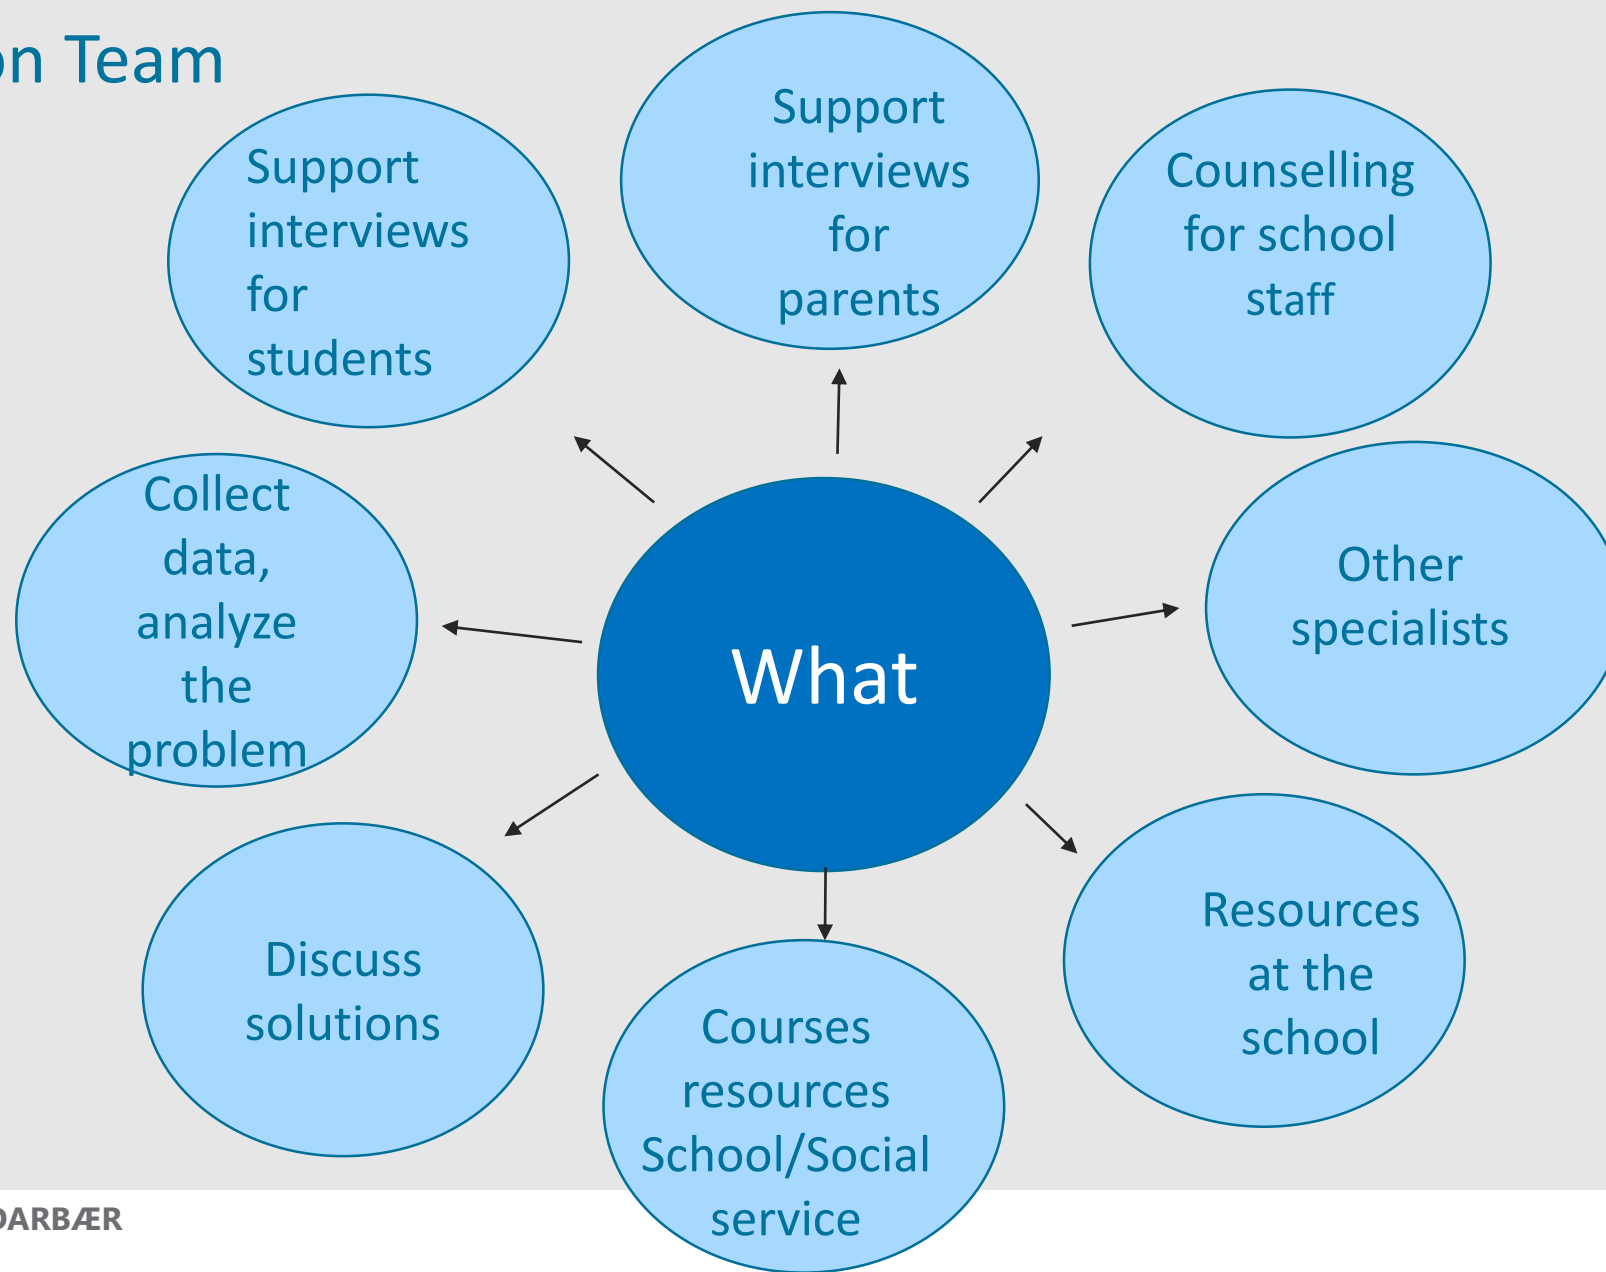 on Team
Support
interviews
for
students
Support
interviews
for
parents
Counselling
for school
staff
Collect
data,
analyze
the
problem
What
Other
specialists
Discuss
solutions
Courses
resources
School/Social
service
Resources
at the
school
DARBÆR